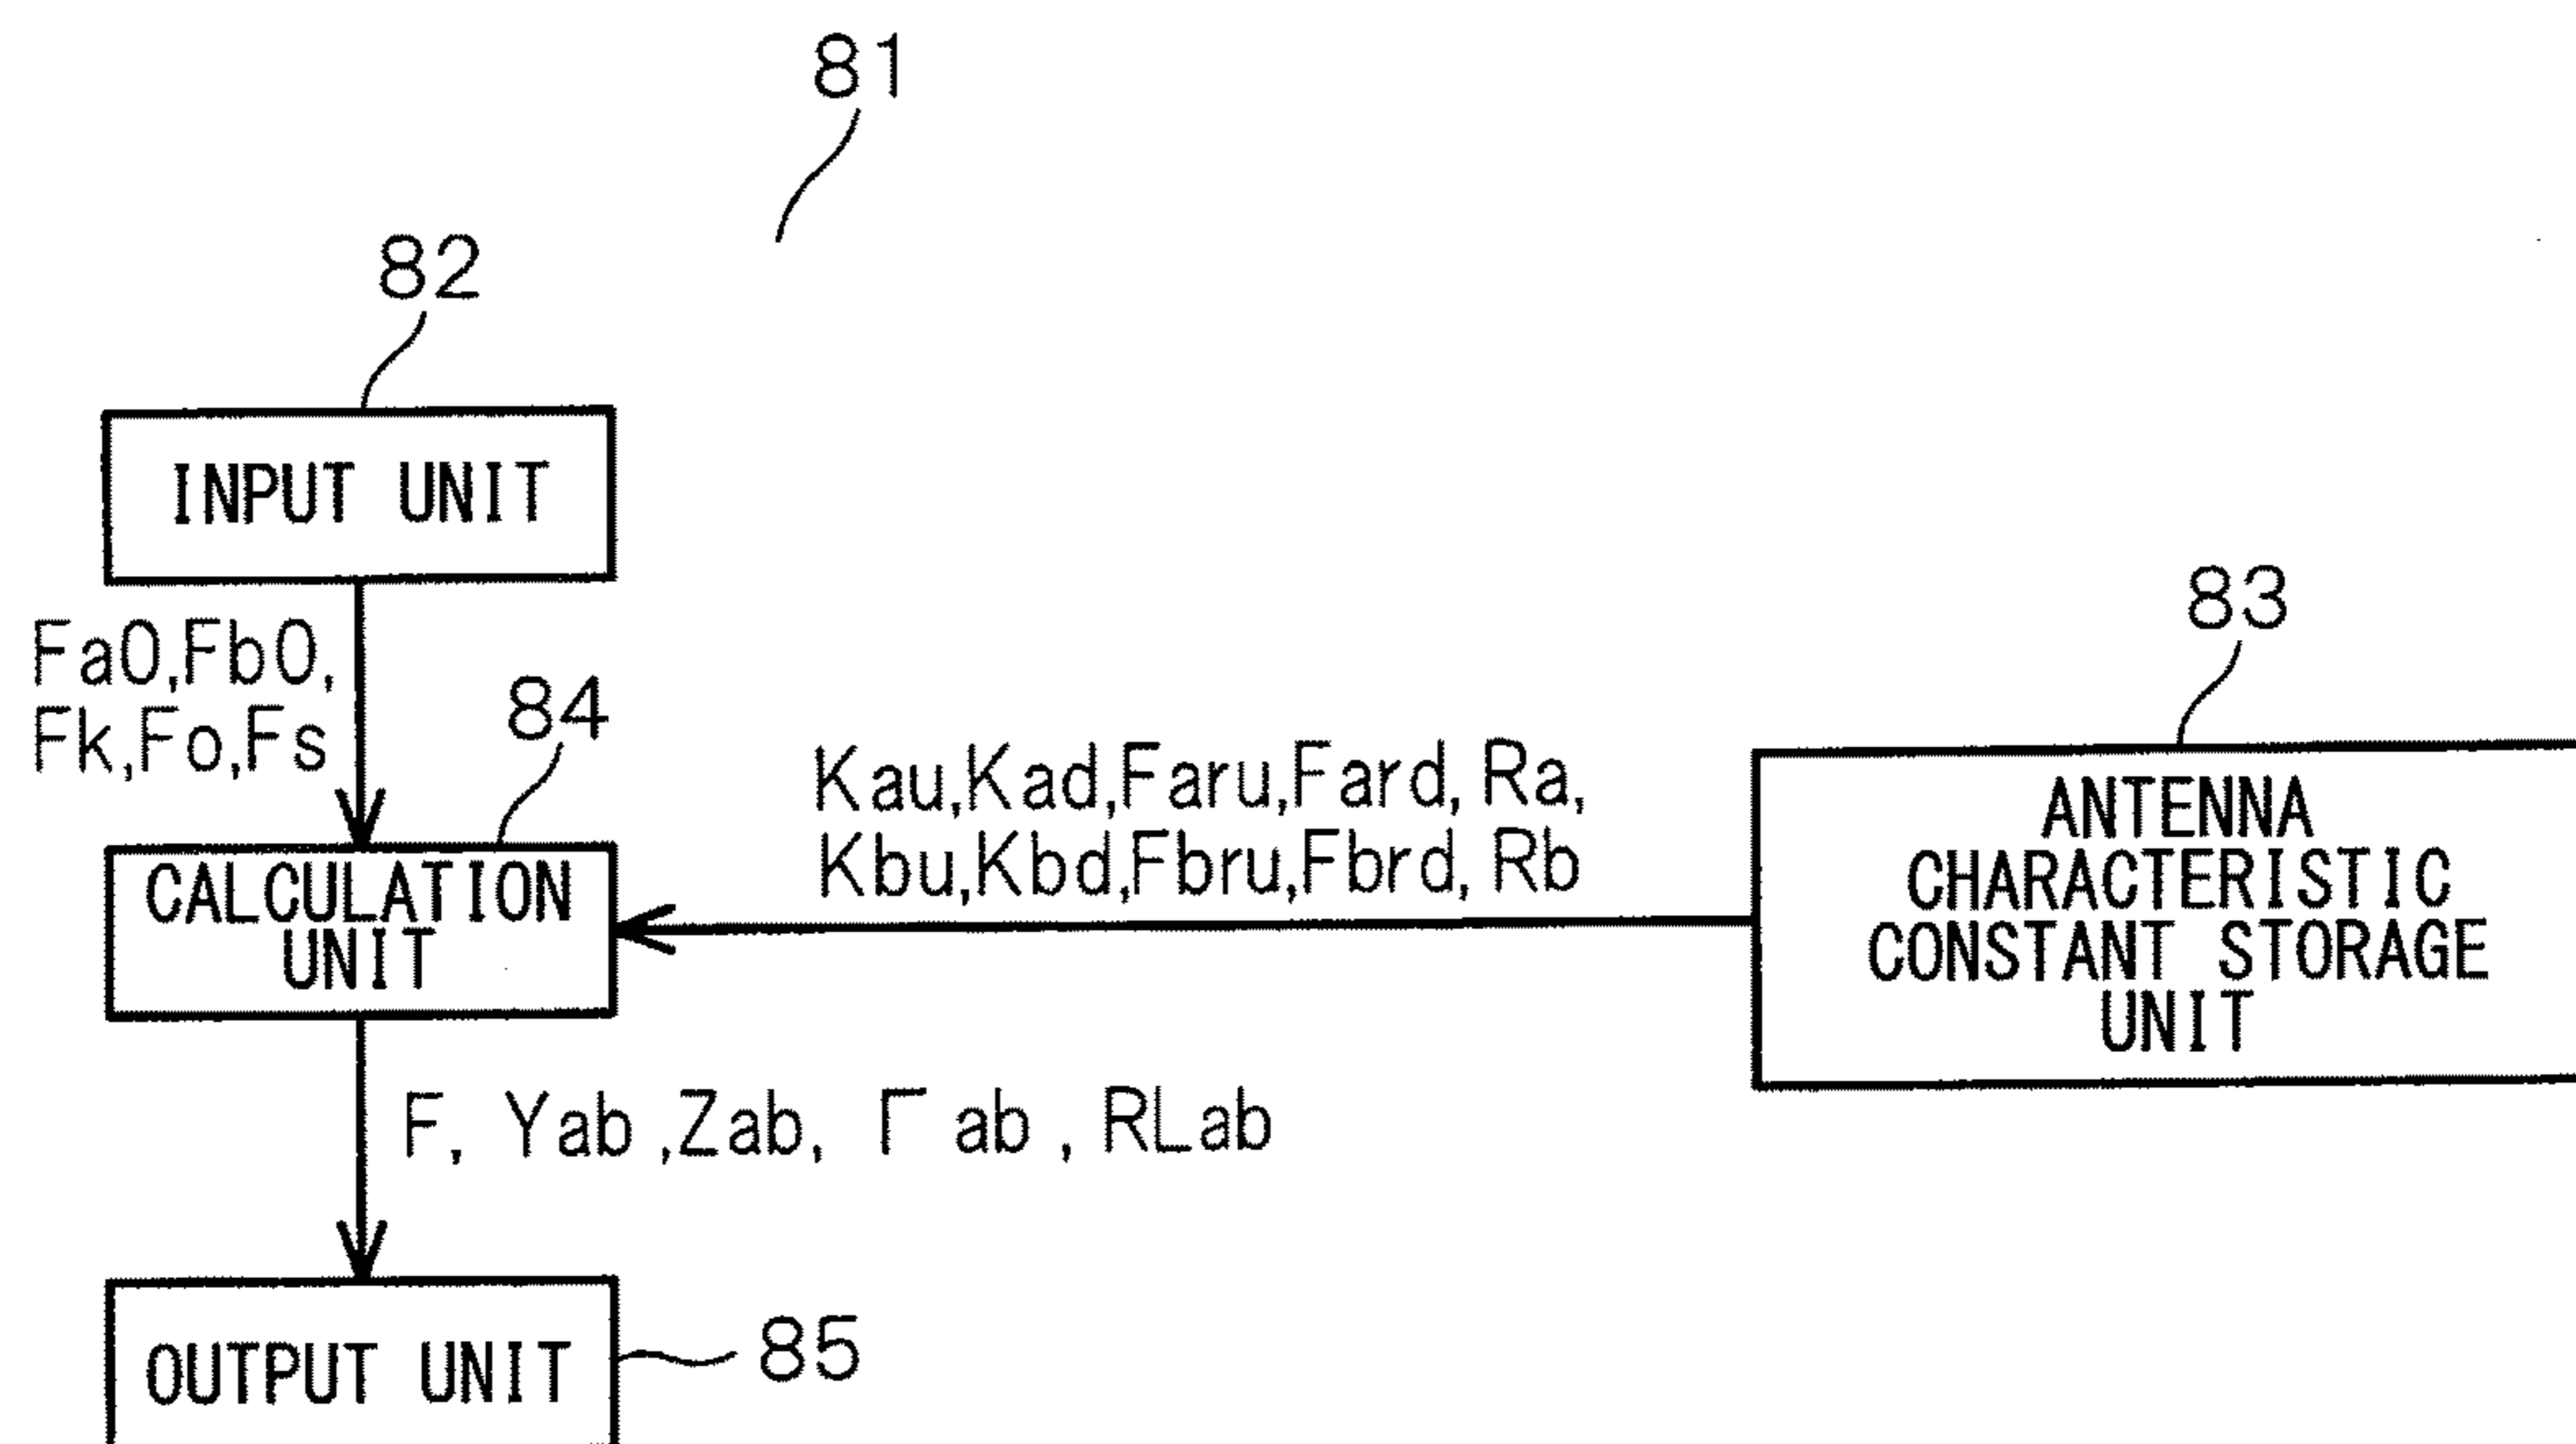 81
82
INPUT UNIT
Fa0,Fb0,
Fk,Fo,Fs
84
CALCULATION
UNIT
Kau,Kad,Faru,Fard,Ra,
Kbu,Kbd,Fbru,Fbrd,Rb
83
ANTENNA
CHARACTERISTIC
CONSTANT STORAGE
UNIT
F, Yab ,Zab, Γ ab , RLab
OUTPUT UNIT
85